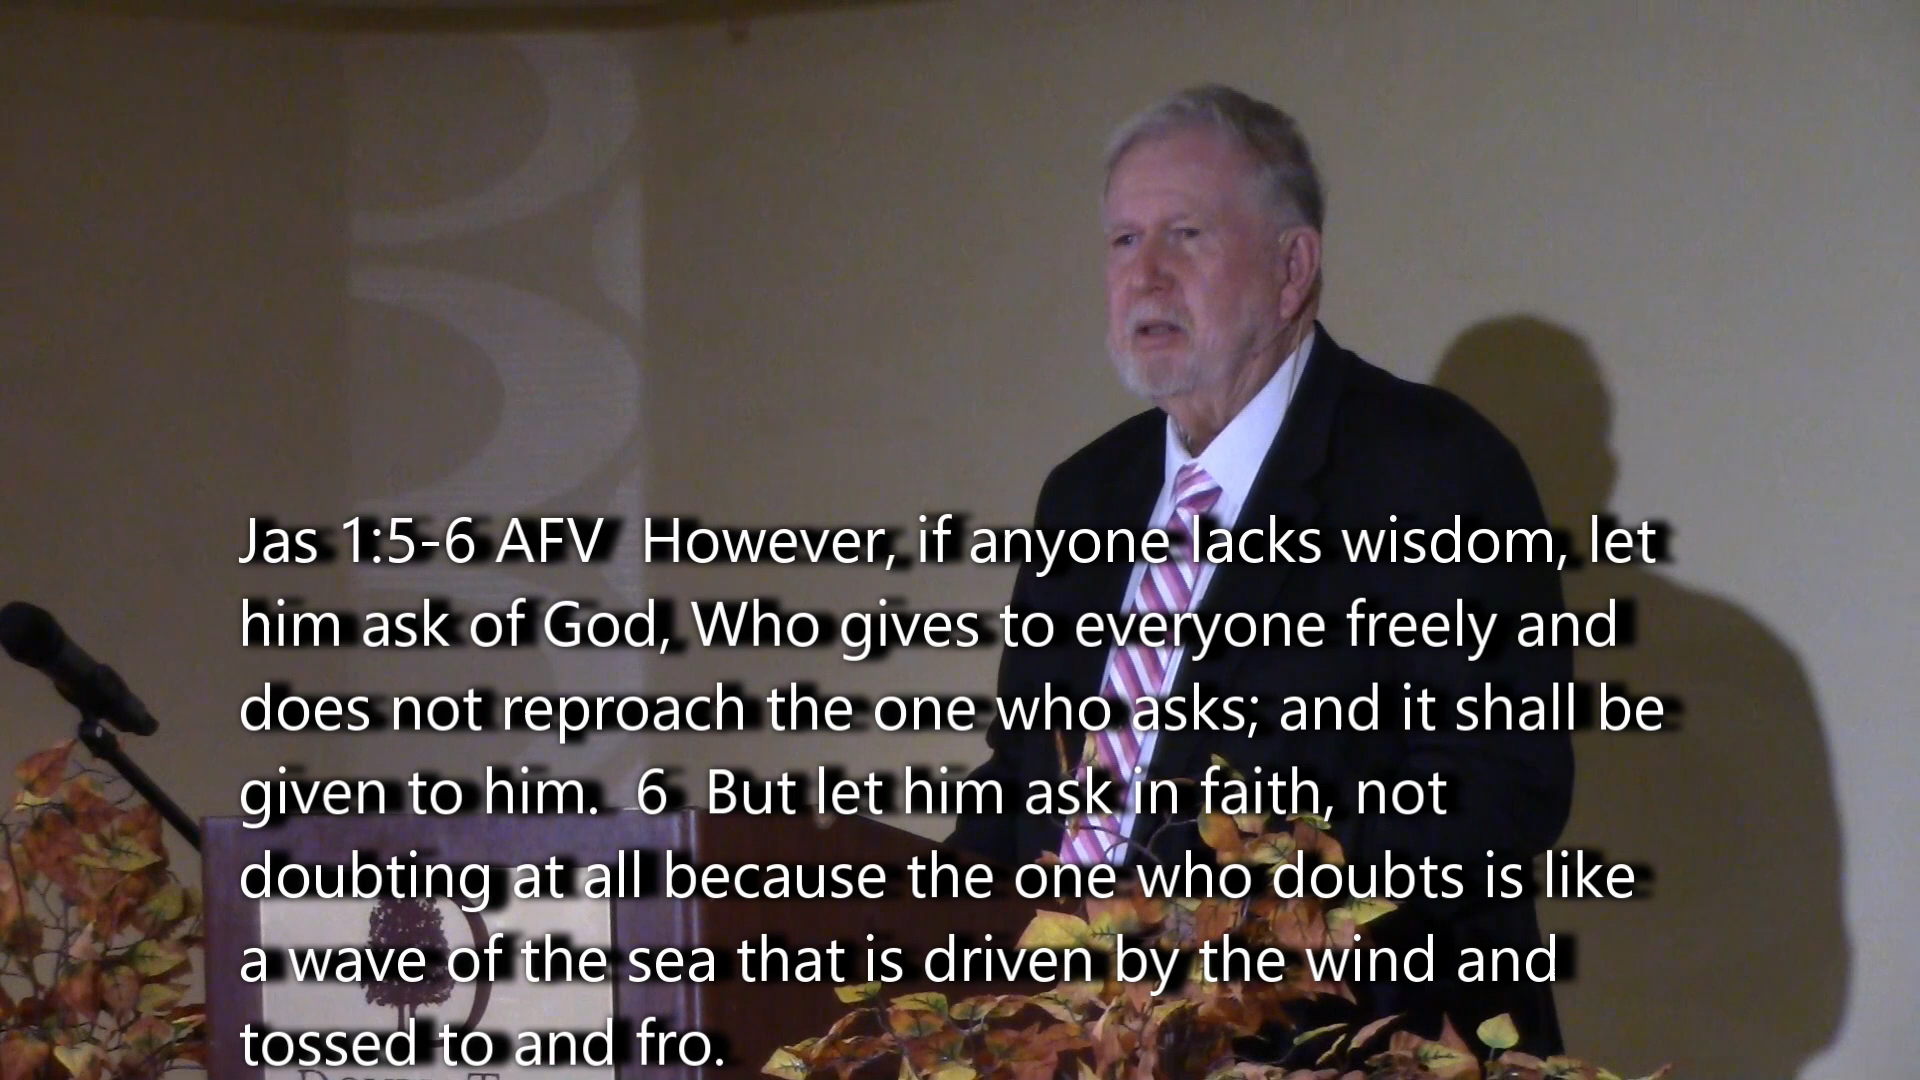 Jas 1:5-6 AFV  However, if anyone lacks wisdom, let
him ask of God, Who gives to everyone freely and
does not reproach the one who asks; and it shall be
given to him.  6  But let him ask in faith, not
doubting at all because the one who doubts is like
a wave of the sea that is driven by the wind and
tossed to and fro.